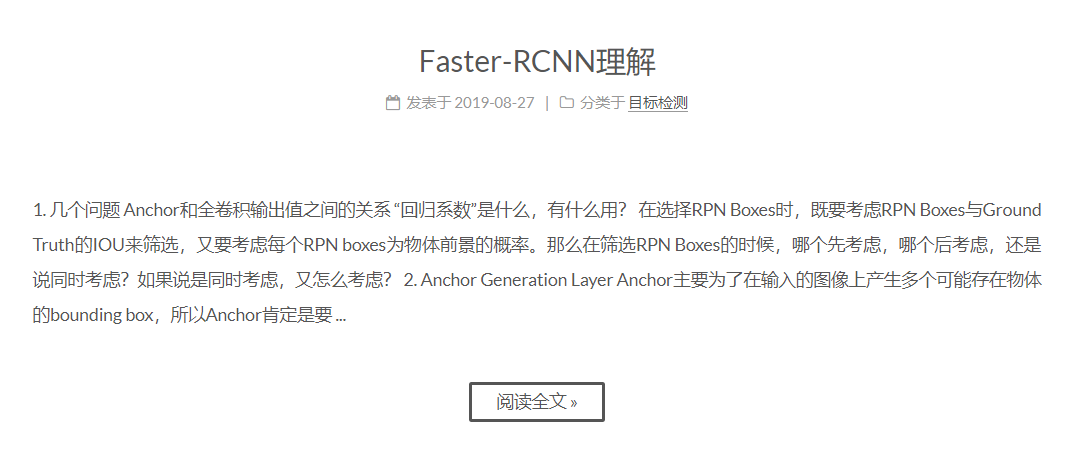 Faster-RCNN理解
发表于 2019-08-27 | 分类于 目标检测
1. 几个问题 Anchor和全卷积输出值之间的关系 “回归系数”是什么，有什么用？ 在选择RPN Boxes时，既要考虑RPN Boxes与Ground
Truth的IOU来筛选，又要考虑每个RPN boxes为物体前景的概率。那么在筛选RPN Boxes的时候，哪个先考虑，哪个后考虑，还是
说同时考虑？如果说是同时考虑，又怎么考虑？ 2. Anchor Generation Layer Anchor主要为了在输入的图像上产生多个可能存在物体
的bounding box，所以Anchor肯定是要 ...
阅读全文 »